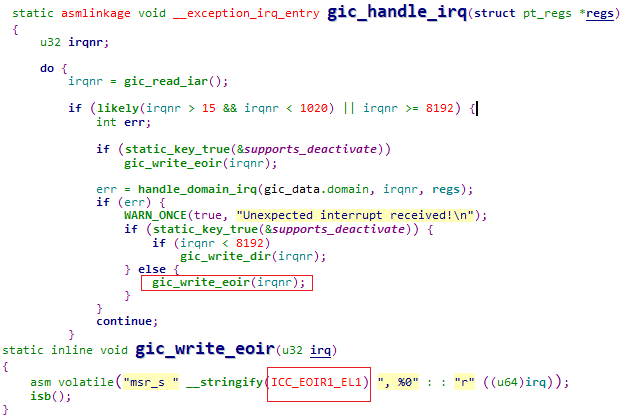 static asmlinkage void __exception_irq_entry gic_handle_irq(struct pt_regs *regs)
{
    u32 irqnr;

    do {
        irqnr = gic_read_iar();

        if (likely(irqnr > 15 && irqnr < 1020) || irqnr >= 8192) {
            int err;

            if (static_key_true(&supports_deactivate))
                gic_write_eoir(irqnr);

            err = handle_domain_irq(gic_data.domain, irqnr, regs);
            if (err) {
                WARN_ONCE(true, "Unexpected interrupt received!\n");
                if (static_key_true(&supports_deactivate)) {
                    if (irqnr < 8192)
                        gic_write_dir(irqnr);
                } else {
                    gic_write_eoir(irqnr);
                }
            }
            continue;
        }
static inline void gic_write_eoir(u32 irq)
{
    asm volatile("msr_s " __stringify(ICC_EOIR1_EL1) ", %0" : : "r" ((u64)irq));
    isb();
}